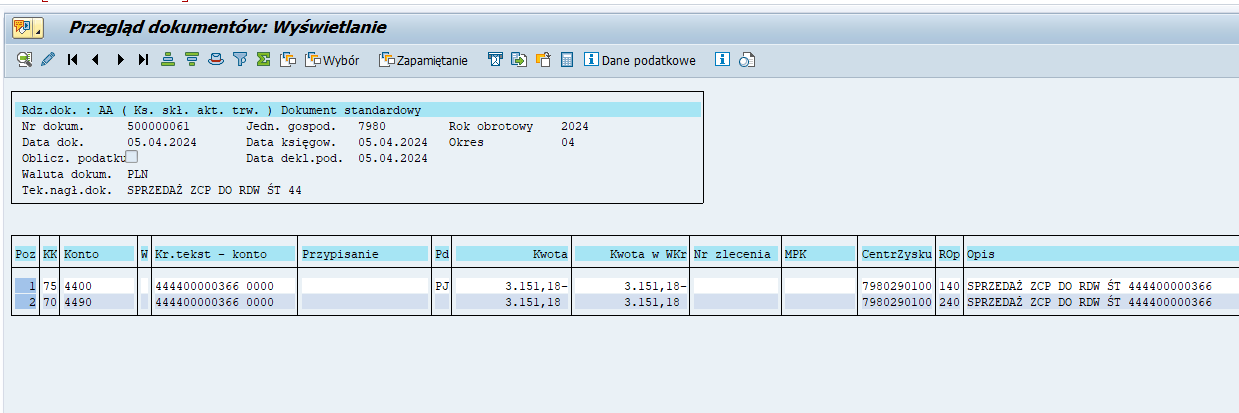 Przegląd dokumentów: Wyświetlanie
Wybór Zapamiętanie Dane podatkowe
Rdz.dok. : AA ( Ks. skł. akt. trw. ) Dokument standardowy
Nr dokum. 500000061 Jedn. gospod. 7980 Rok obrotowy 2024
Data dok. 05.04.2024 Data księgow. 05.04.2024 Okres 04
Oblicz. podatku Data dekl.pod. 05.04.2024
Waluta dokum. PLN
Tek.nagł.dok. SPRZEDAŻ ZCP DO RDW ŚT 44
Poz KK Konto W Kr.tekst - konto Przypisanie Pd Kwota Kwota w WKr Nr zlecenia MPK CentrZysku ROp Opis
1 75 4400 444400000366 0000 PJ 3.151,18- 3.151,18- 7980290100 140 SPRZEDAŻ ZCP DO RDW ŚT 444400000366
2 70 4490 444400000366 0000 3.151,18 3.151,18 7980290100 240 SPRZEDAŻ ZCP DO RDW ŚT 444400000366